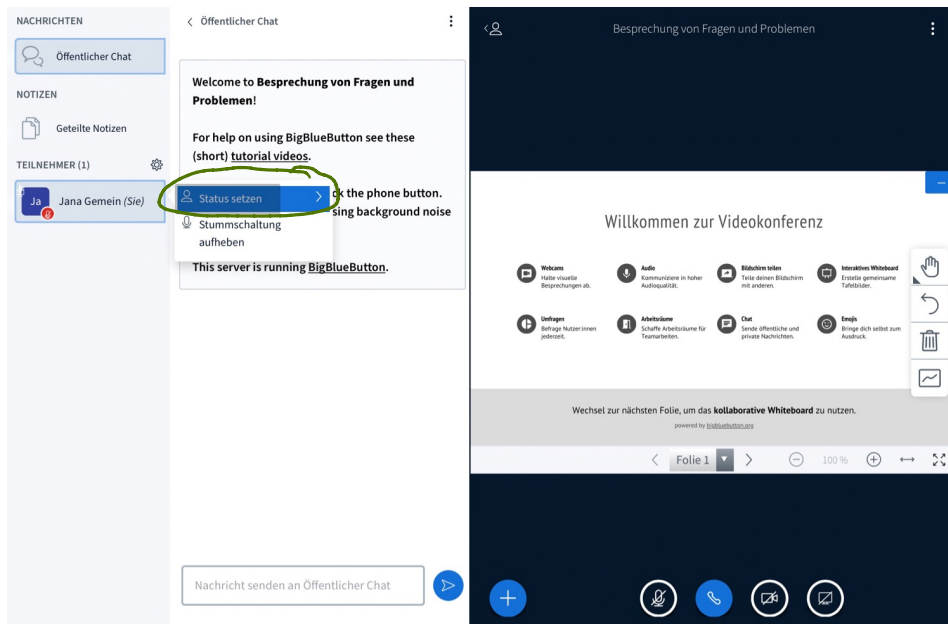 NACHRICHTEN
Öffentlicher Chat
NOTIZEN
Geteilte Notizen
TEILNEHMER (1)
Ja
Jana Gemein (Sie)
Öffentlicher Chat
Welcome to Besprechung von Fragen und
Problemen!
For help on using BigBlueButton see these
(short) tutorial videos.
ck the phone button.
sing background noise
Status setzen
Stummschaltung
aufheben
This server is running BigBlueButton.
Nachricht senden an Öffentlicher Chat
Besprechung von Fragen und Problemen
Willkommen zur Videokonferenz
Webcams
Halte visuelle
Besprechungen ab.
Audio
Kommuniziere in hoher
Audioqualität.
Bildschirm teilen
Teile deinen Bildschirm
mit anderen.
Interaktives Whiteboard
Erstelle gemeinsame
Tafelbilder.
Umfragen
Befrage Nutzer:innen
jederzeit.
Arbeitsräume
Schaffe Arbeitsräume für
Teamarbeiten.
Chat
Sende öffentliche und
private Nachrichten.
Emojis
Bringe dich selbst zum
Ausdruck.
Wechsel zur nächsten Folie, um das kollaborative Whiteboard zu nutzen.
powered by bigbluebutton.org
Folie 1
100 %